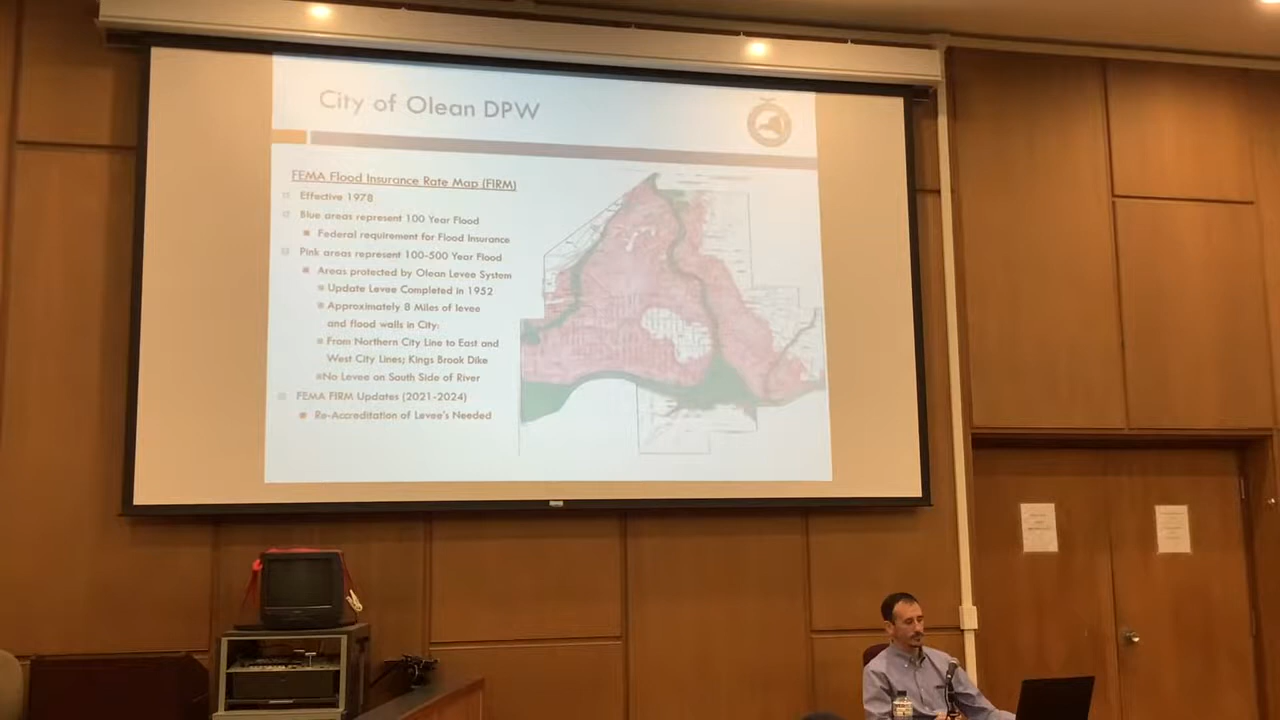 City of Olean DPW
FEMA Flood Insurance Rate Map (FIRM)
Effective 1978
Blue areas represent 100 Year Flood
Federal requirement for Flood Insurance
Pink areas represent 100-500 Year Flood
Areas protected by Olean Levee System
Update Levee Completed in 1952
Approximately 8 Miles of levee
and flood walls in City:
From Northern City Line to East and
West City Lines; Kings Brook Dike
No Levee on South Side of River
FEMA FIRM Updates (2021-2024)
Re-Accreditation of Levee's Needed